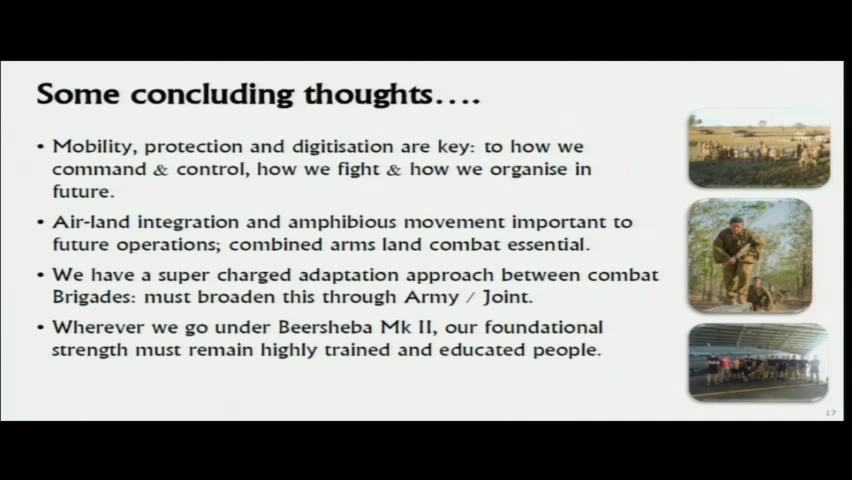 Some concluding thoughts....
• Mobility, protection and digitisation are key: to how we
command & control, how we fight & how we organise in
future.
• Air-land integration and amphibious movement important to
future operations; combined arms land combat essential.
• We have a super charged adaptation approach between combat
Brigades: must broaden this through Army / Joint.
• Wherever we go under Beersheba Mk II, our foundational
strength must remain highly trained and educated people.
17